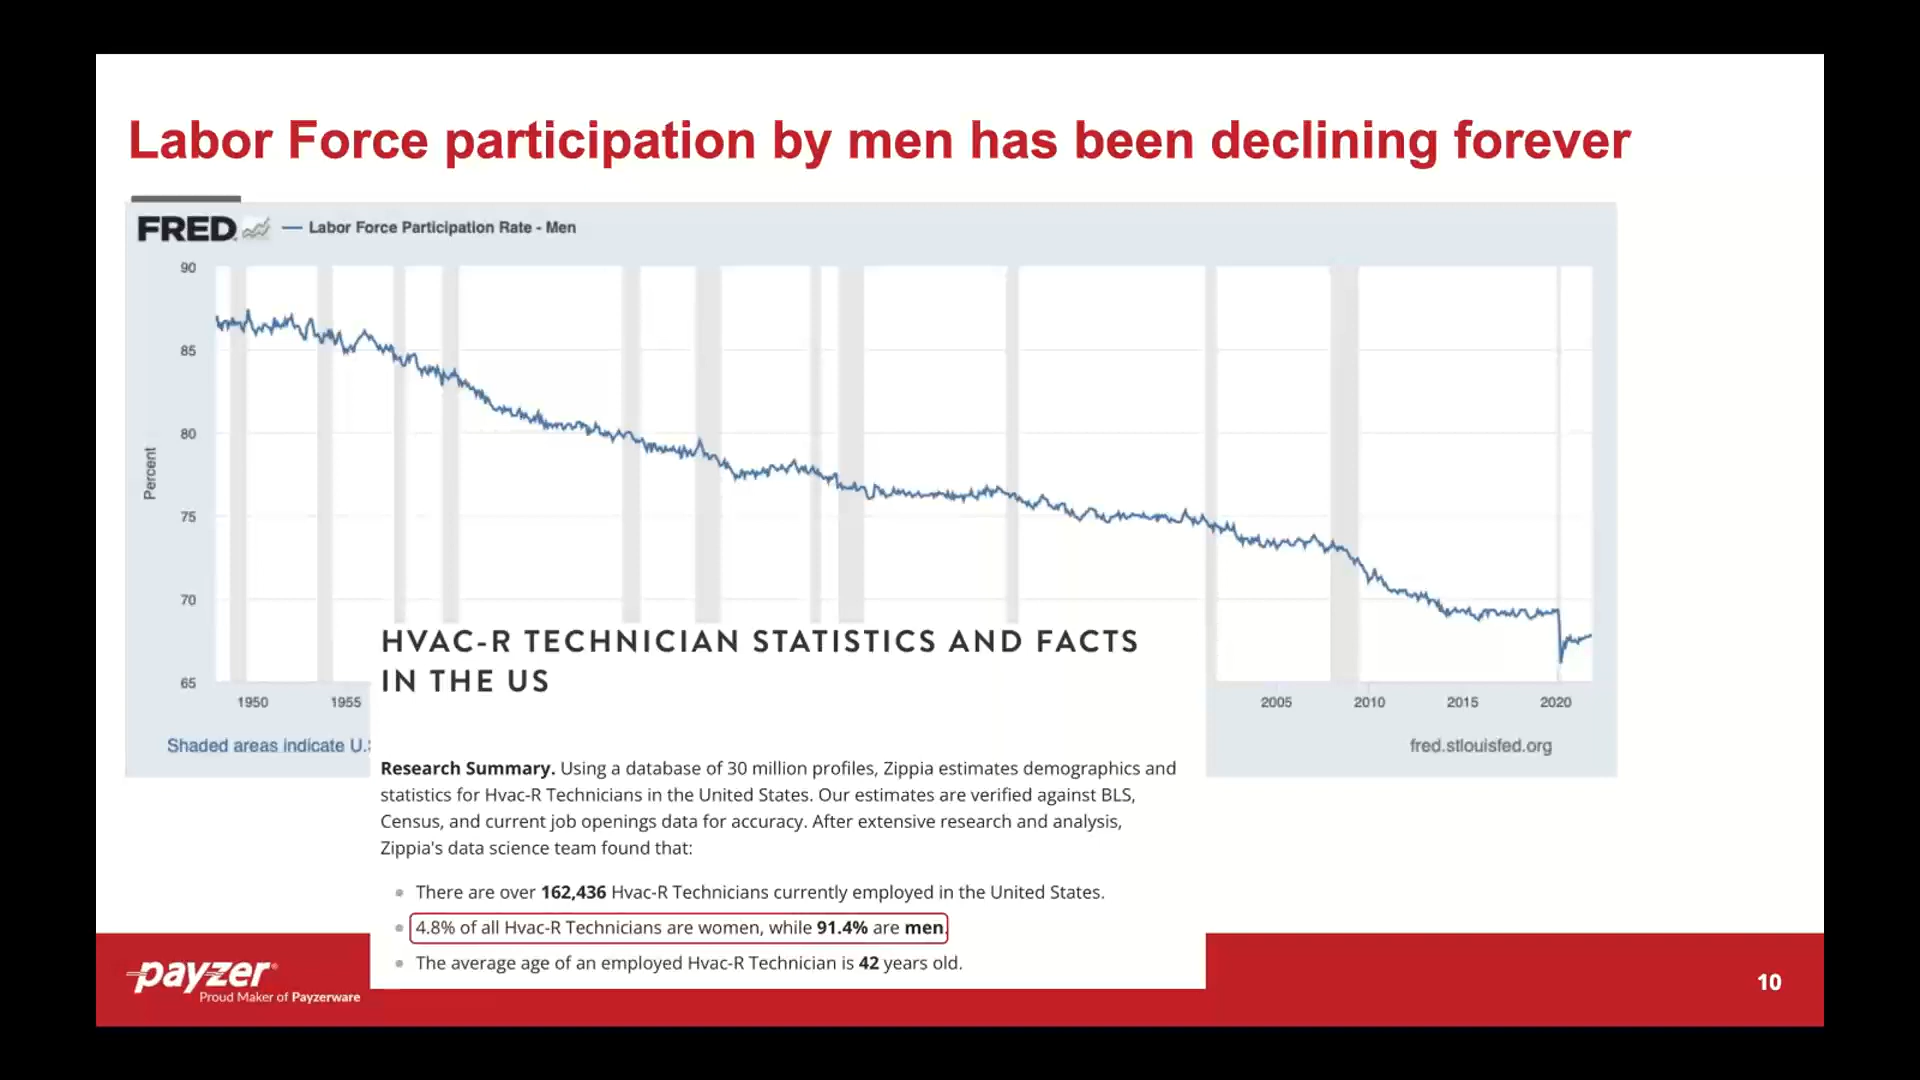 Labor Force participation by men has been declining forever
FRED
Labor Force Participation Rate - Men
90
85
80
75
70
65
Percent
1950
1955
2005
2010
2015
2020
Shaded areas indicate U.S
fred.stlouisfed.org
HVAC-R TECHNICIAN STATISTICS AND FACTS
IN THE US
Research Summary. Using a database of 30 million profiles, Zippia estimates demographics and
statistics for Hvac-R Technicians in the United States. Our estimates are verified against BLS,
Census, and current job openings data for accuracy. After extensive research and analysis,
Zippia's data science team found that:
There are over 162,436 Hvac-R Technicians currently employed in the United States.
4.8% of all Hvac-R Technicians are women, while 91.4% are men.
The average age of an employed Hvac-R Technician is 42 years old.
payzer
Proud Maker of Payzerware
10